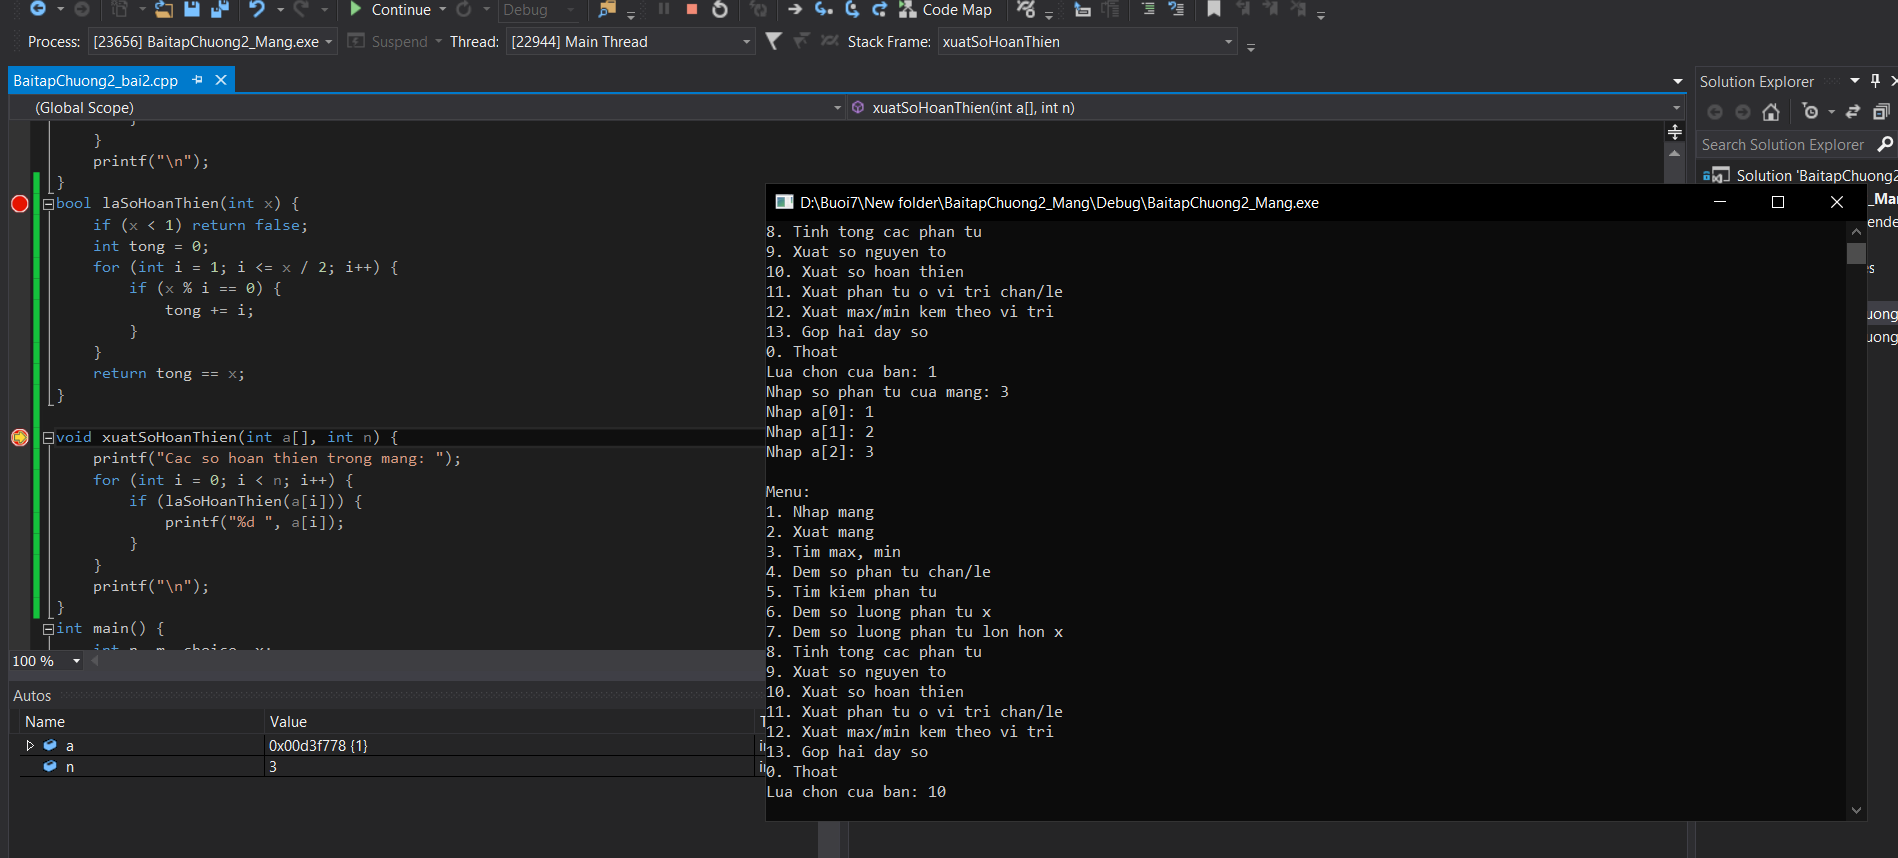 Continue
Debug
Code Map
Process: [23656] BaitapChuong2_Mang.exe
Suspend
Thread: [22944] Main Thread
Stack Frame: xuatSoHoanThien
BaitapChuong2_bai2.cpp
(Global Scope)
xuatSoHoanThien(int a[], int n)
}
printf("\n");
}
bool laSoHoanThien(int x) {
if (x < 1) return false;
int tong = 0;
for (int i = 1; i <= x / 2; i++) {
if (x % i == 0) {
tong += i;
}
}
return tong == x;
}
void xuatSoHoanThien(int a[], int n) {
printf("Cac so hoan thien trong mang: ");
for (int i = 0; i < n; i++) {
if (laSoHoanThien(a[i])) {
printf("%d ", a[i]);
}
}
printf("\n");
}
int main() {
int n, m, choice, x;
100 %
Autos
Name Value
a 0x00d3f778 {1}
n 3
D:\Buoi7\New folder\BaitapChuong2_Mang\Debug\BaitapChuong2_Mang.exe
8. Tinh tong cac phan tu
9. Xuat so nguyen to
10. Xuat so hoan thien
11. Xuat phan tu o vi tri chan/le
12. Xuat max/min kem theo vi tri
13. Gop hai day so
0. Thoat
Lua chon cua ban: 1
Nhap so phan tu cua mang: 3
Nhap a[0]: 1
Nhap a[1]: 2
Nhap a[2]: 3
Menu:
1. Nhap mang
2. Xuat mang
3. Tim max, min
4. Dem so phan tu chan/le
5. Tim kiem phan tu
6. Dem so luong phan tu x
7. Dem so luong phan tu lon hon x
8. Tinh tong cac phan tu
9. Xuat so nguyen to
10. Xuat so hoan thien
11. Xuat phan tu o vi tri chan/le
12. Xuat max/min kem theo vi tri
13. Gop hai day so
0. Thoat
Lua chon cua ban: 10
Solution Explorer
Search Solution Explorer
Solution 'BaitapChuong2